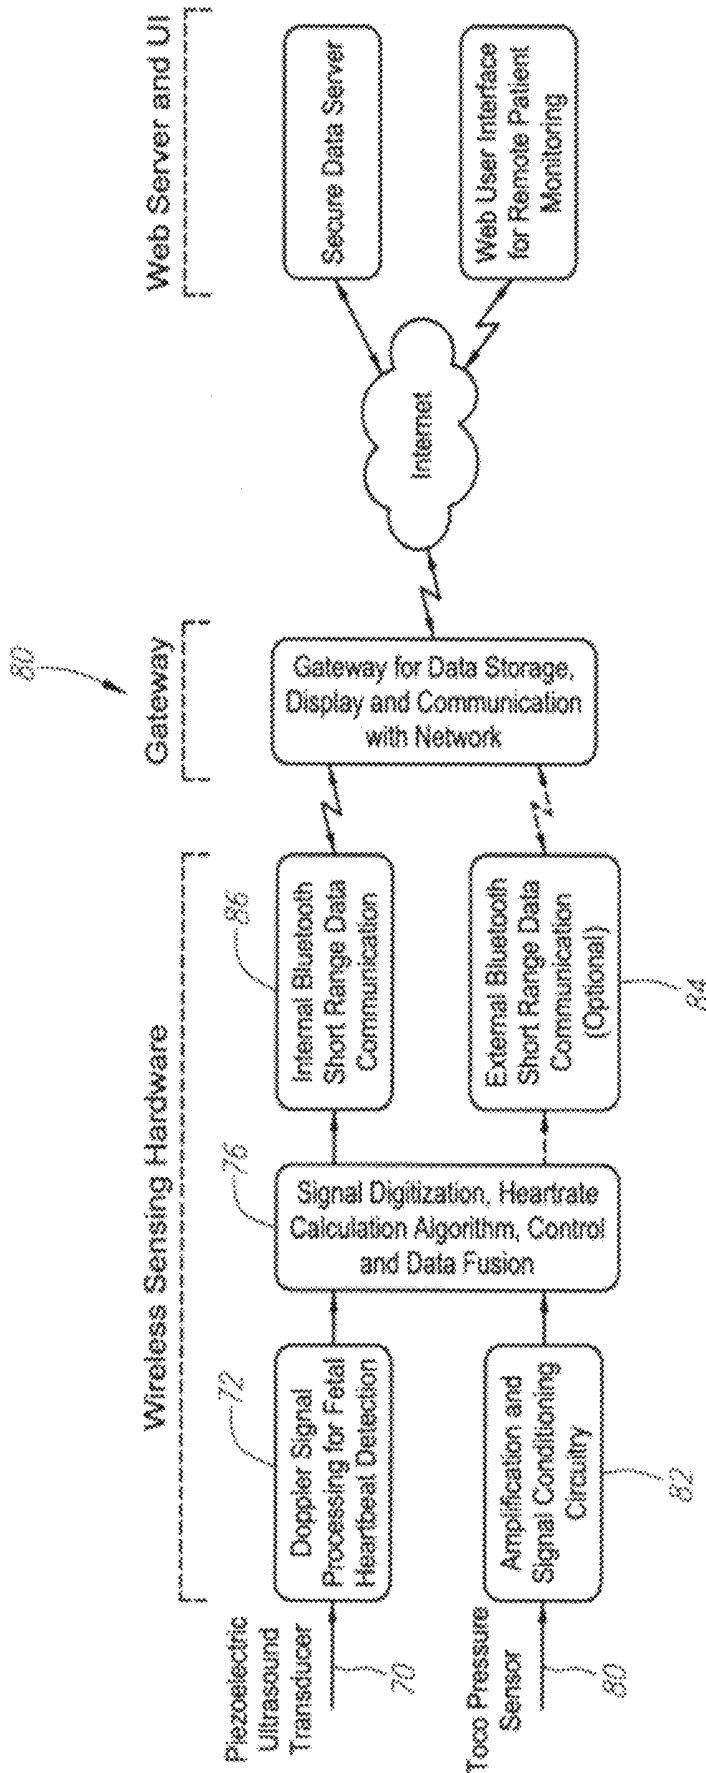 80
Wireless Sensing Hardware
Gateway
Web Server and UI
Piezoelectric
Ultrasound
Transducer
70
72
Doppler Signal
Processing for Fetal
Heartbeat Detection
Toco Pressure
Sensor
80
Amplification and
Signal Conditioning
Circuitry
82
76
Signal Digitization, Heartrate
Calculation Algorithm, Control
and Data Fusion
86
Internal Bluetooth
Short Range Data
Communication
External Bluetooth
Short Range Data
Communication
(Optional)
84
Gateway for Data Storage,
Display and Communication
with Network
Internet
Secure Data Server
Web User Interface
for Remote Patient
Monitoring